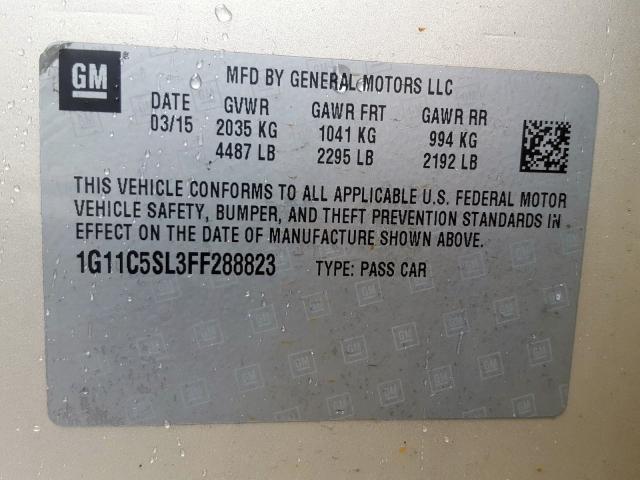 GM
MFD BY GENERAL MOTORS LLC
DATE GVWR GAWR FRT GAWR RR
03/15 2035 KG 1041 KG 994 KG
4487 LB 2295 LB 2192 LB
THIS VEHICLE CONFORMS TO ALL APPLICABLE U.S. FEDERAL MOTOR
VEHICLE SAFETY, BUMPER, AND THEFT PREVENTION STANDARDS IN
EFFECT ON THE DATE OF MANUFACTURE SHOWN ABOVE.
1G11C5SL3FF288823 TYPE: PASS CAR